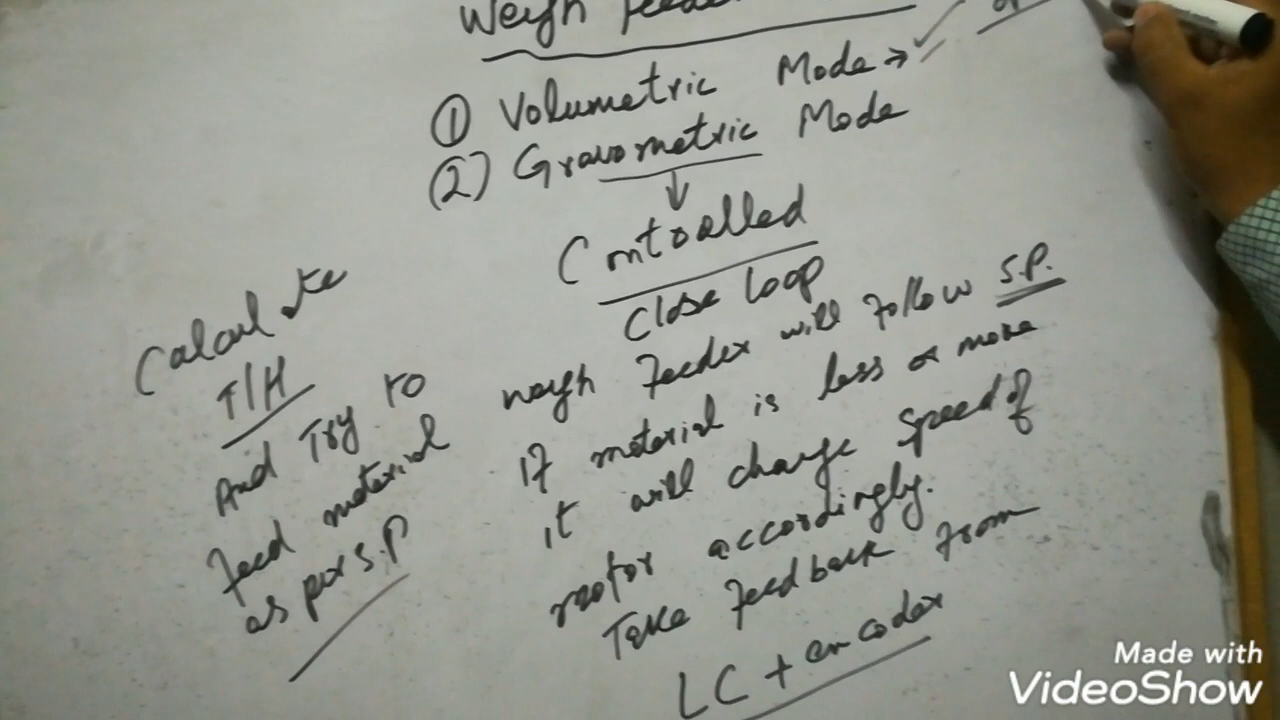 Weigh Feeder
① Volumetric Mode →
(2) Gravometric Mode
Controlled
Close loop
Weigh Feeder will follow S.P.
If material is less or more
it will change speed of
motor accordingly.
Take Feedback From
LC + encoder
Calculate
T/H
And Try to
Feed material
as per S.P
Made with
VideoShow